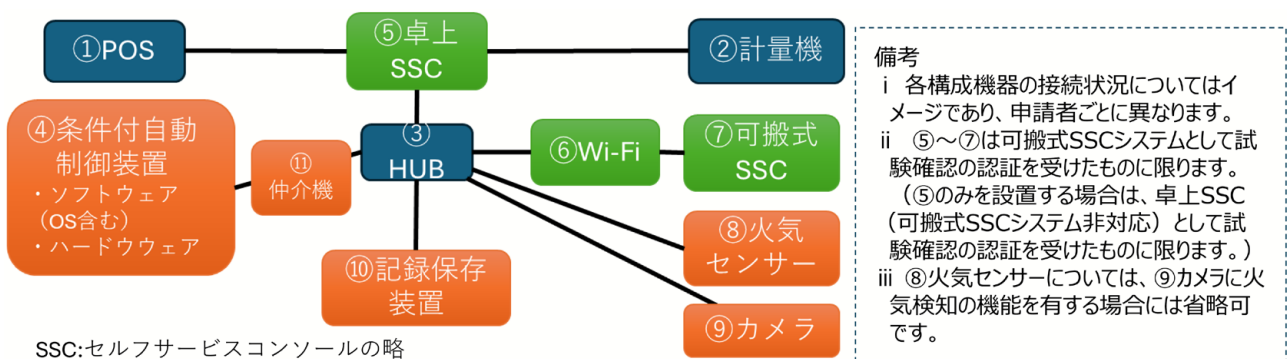 ①POS
⑤卓上
SSC
②計量機
④条件付自動
制御装置
・ソフトウェア
（OS含む）
・ハードウウェア
⑪
仲介機
③
HUB
⑥Wi-Fi
⑦可搬式
SSC
⑧火気
センサー
⑩記録保存
装置
⑨カメラ
SSC:セルフサービスコンソールの略
備考
ⅰ 各構成機器の接続状況についてはイ
メージであり、申請者ごとに異なります。
ⅱ ⑤～⑦は可搬式SSCシステムとして試
験確認の認証を受けたものに限ります。
（⑤のみを設置する場合は、卓上SSC
（可搬式SSCシステム非対応）として試
験確認の認証を受けたものに限ります。）
ⅲ ⑧火気センサーについては、⑨カメラに火
気検知の機能を有する場合には省略可
です。